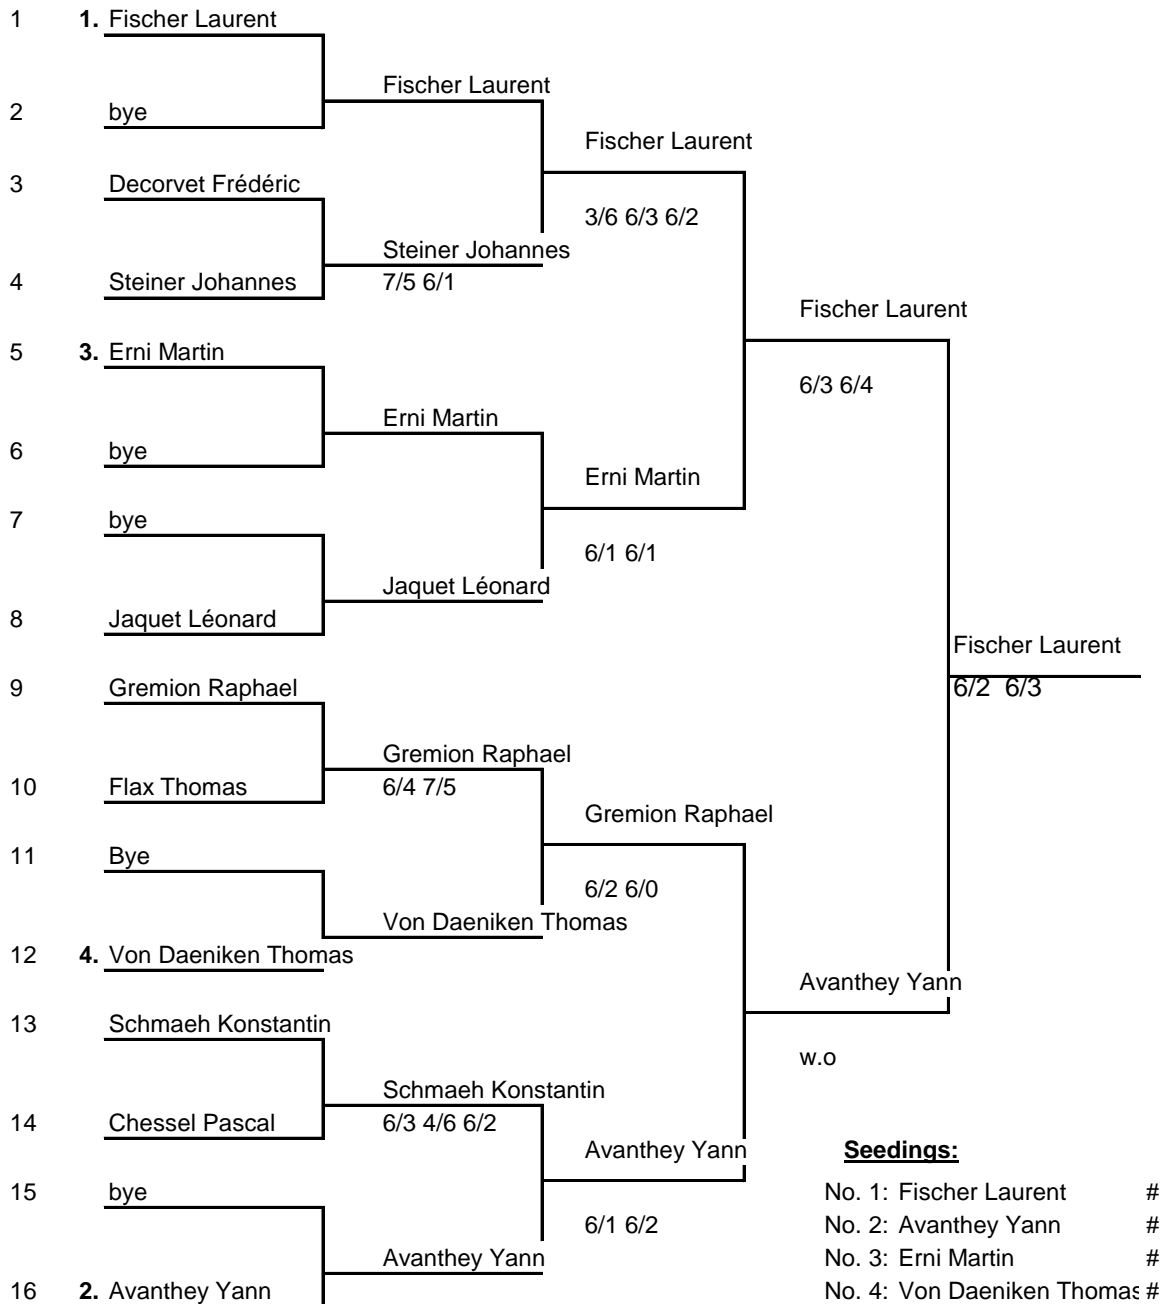 1 1. Fischer Laurent
Fischer Laurent
2 bye
Fischer Laurent
3 Decorvet Frédéric
3/6 6/3 6/2
Steiner Johannes
4 Steiner Johannes 7/5 6/1
Fischer Laurent
5 3. Erni Martin
6/3 6/4
Erni Martin
6 bye
Erni Martin
7 bye
6/1 6/1
Jaquet Léonard
8 Jaquet Léonard
Fischer Laurent
9 Gremion Raphael 6/2 6/3
Gremion Raphael
10 Flax Thomas 6/4 7/5
Gremion Raphael
11 Bye
6/2 6/0
Von Daeniken Thomas
12 4. Von Daeniken Thomas
Avanthey Yann
13 Schmaeh Konstantin
w.o
Schmaeh Konstantin
14 Chessel Pascal 6/3 4/6 6/2
Avanthey Yann Seedings:
15 bye No. 1: Fischer Laurent #
6/1 6/2 No. 2: Avanthey Yann #
Avanthey Yann No. 3: Erni Martin #
16 2. Avanthey Yann No. 4: Von Daeniken Thomas #